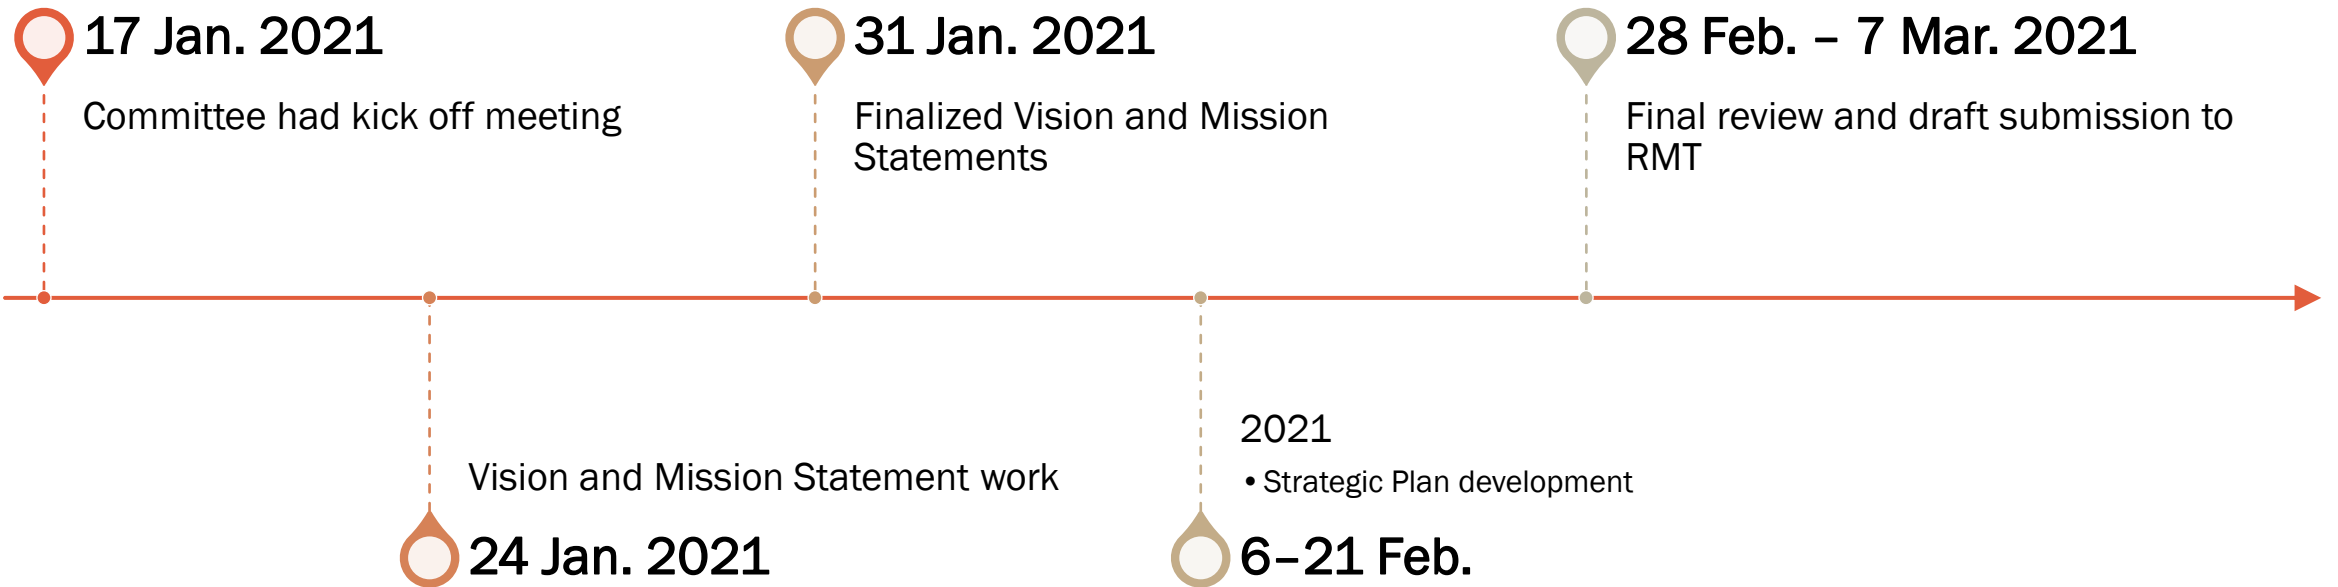 17 Jan. 2021
Committee had kick off meeting
31 Jan. 2021
Finalized Vision and Mission
Statements
28 Feb. – 7 Mar. 2021
Final review and draft submission to
RMT
Vision and Mission Statement work
24 Jan. 2021
2021
• Strategic Plan development
6–21 Feb.